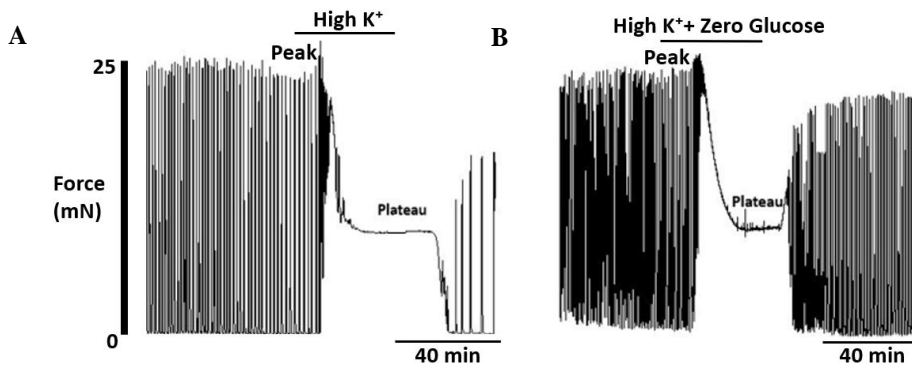 A
High K⁺
Peak
25
Force
(mN)
Plateau
0
40 min
B
High K⁺+ Zero Glucose
Peak
Plateau
40 min